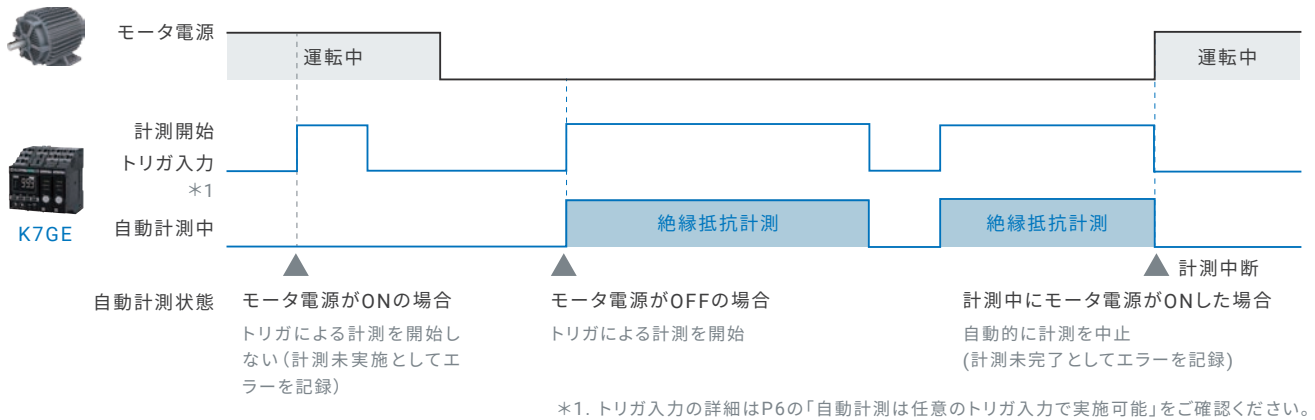 モータ電源
運転中
運転中
計測開始
トリガ入力
＊1
K7GE
自動計測中
絶縁抵抗計測
絶縁抵抗計測
計測中断
自動計測状態
モータ電源がONの場合
トリガによる計測を開始し
ない（計測未実施としてエ
ラーを記録）
モータ電源がOFFの場合
トリガによる計測を開始
計測中にモータ電源がONした場合
自動的に計測を中止
(計測未完了としてエラーを記録)
＊1. トリガ入力の詳細はP6の「自動計測は任意のトリガ入力で実施可能」をご確認ください。